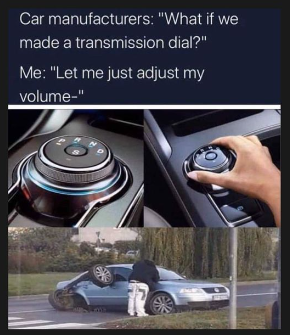 Car manufacturers: "What if we
made a transmission dial?"
Me: "Let me just adjust my
volume-"
P R N D
S